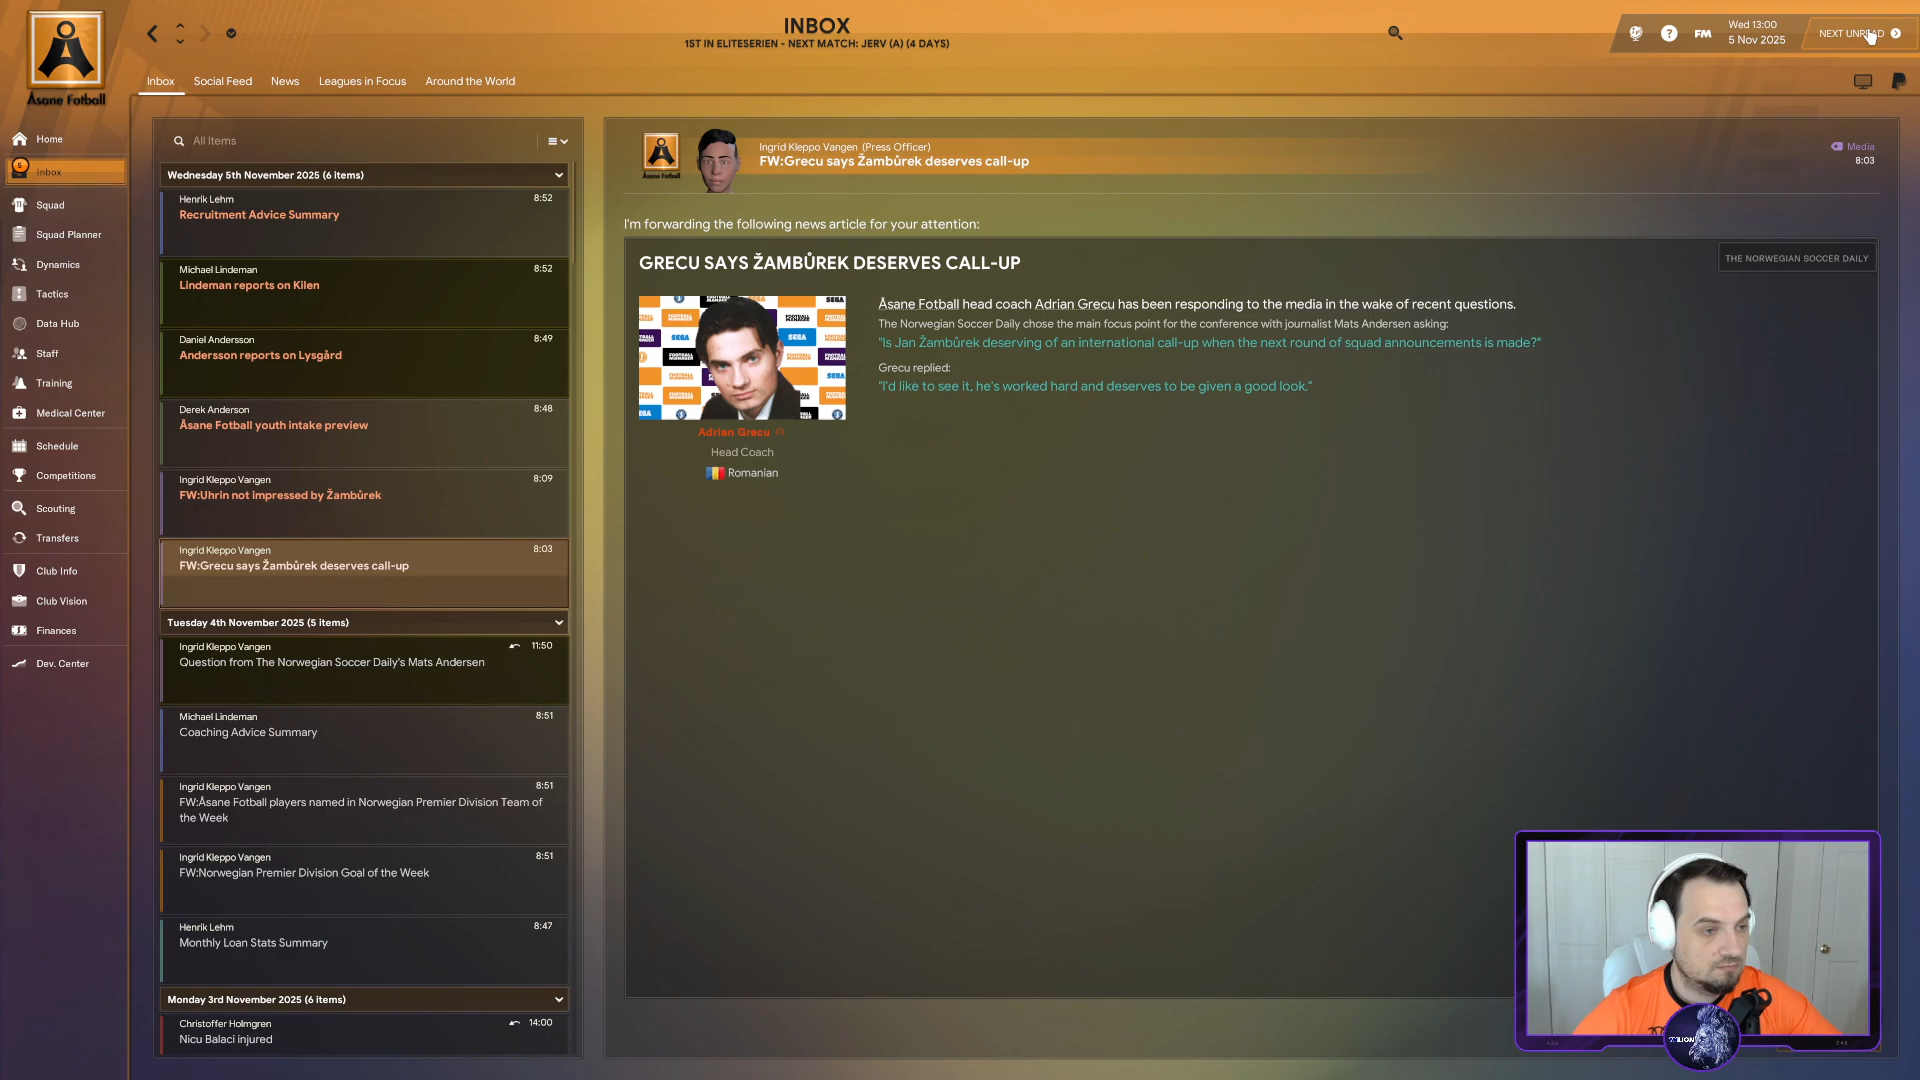 INBOX
1ST IN ELITESERIEN - NEXT MATCH: JERV (A) (4 DAYS)
FM
Wed 13:00
5 Nov 2025
Åsane Fotball
Inbox
Social Feed
News
Leagues in Focus
Around the World
Home
5
Inbox
Squad
Squad Planner
Dynamics
Tactics
Data Hub
Staff
Training
Medical Center
Schedule
Competitions
Scouting
Transfers
Club Info
Club Vision
Finances
Dev. Center
All Items
Wednesday 5th November 2025 (6 items)
Henrik Lehm 8:52
Recruitment Advice Summary
Michael Lindeman 8:52
Lindeman reports on Kilen
Daniel Andersson 8:49
Andersson reports on Lysgård
Derek Anderson 8:48
Åsane Fotball youth intake preview
Ingrid Kleppo Vangen 8:09
FW:Uhrin not impressed by Žambůrek
Ingrid Kleppo Vangen 8:03
FW:Grecu says Žambůrek deserves call-up
Tuesday 4th November 2025 (5 items)
Ingrid Kleppo Vangen 11:50
Question from The Norwegian Soccer Daily's Mats Andersen
Michael Lindeman 8:51
Coaching Advice Summary
Ingrid Kleppo Vangen 8:51
FW:Åsane Fotball players named in Norwegian Premier Division Team of
the Week
Ingrid Kleppo Vangen 8:51
FW:Norwegian Premier Division Goal of the Week
Henrik Lehm 8:47
Monthly Loan Stats Summary
Monday 3rd November 2025 (6 items)
Christoffer Holmgren 14:00
Nicu Balaci injured
Åsane Fotball
Ingrid Kleppo Vangen (Press Officer)
FW:Grecu says Žambůrek deserves call-up
Media
8:03
I'm forwarding the following news article for your attention:
GRECU SAYS ŽAMBŮREK DESERVES CALL-UP
THE NORWEGIAN SOCCER DAILY
Åsane Fotball head coach Adrian Grecu has been responding to the media in the wake of recent questions.
The Norwegian Soccer Daily chose the main focus point for the conference with journalist Mats Andersen asking:
"Is Jan Žambůrek deserving of an international call-up when the next round of squad announcements is made?"
Grecu replied:
"I'd like to see it, he's worked hard and deserves to be given a good look."
Adrian Grecu
Head Coach
Romanian